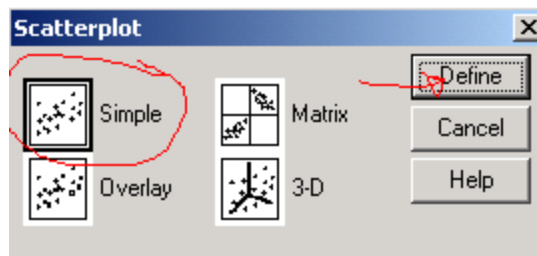 Scatterplot
Simple
Matrix
Define
Cancel
Overlay
3-D
Help